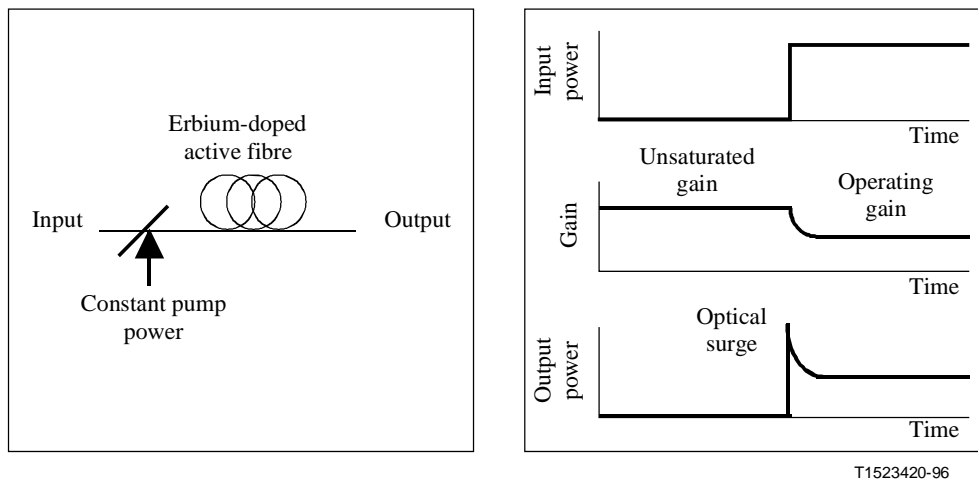 Erbium-doped
active fibre
Input
Output
Constant pump
power
Input
power
Time
Unsaturated
gain
Operating
gain
Gain
Time
Optical
surge
Output
power
Time
T1523420-96